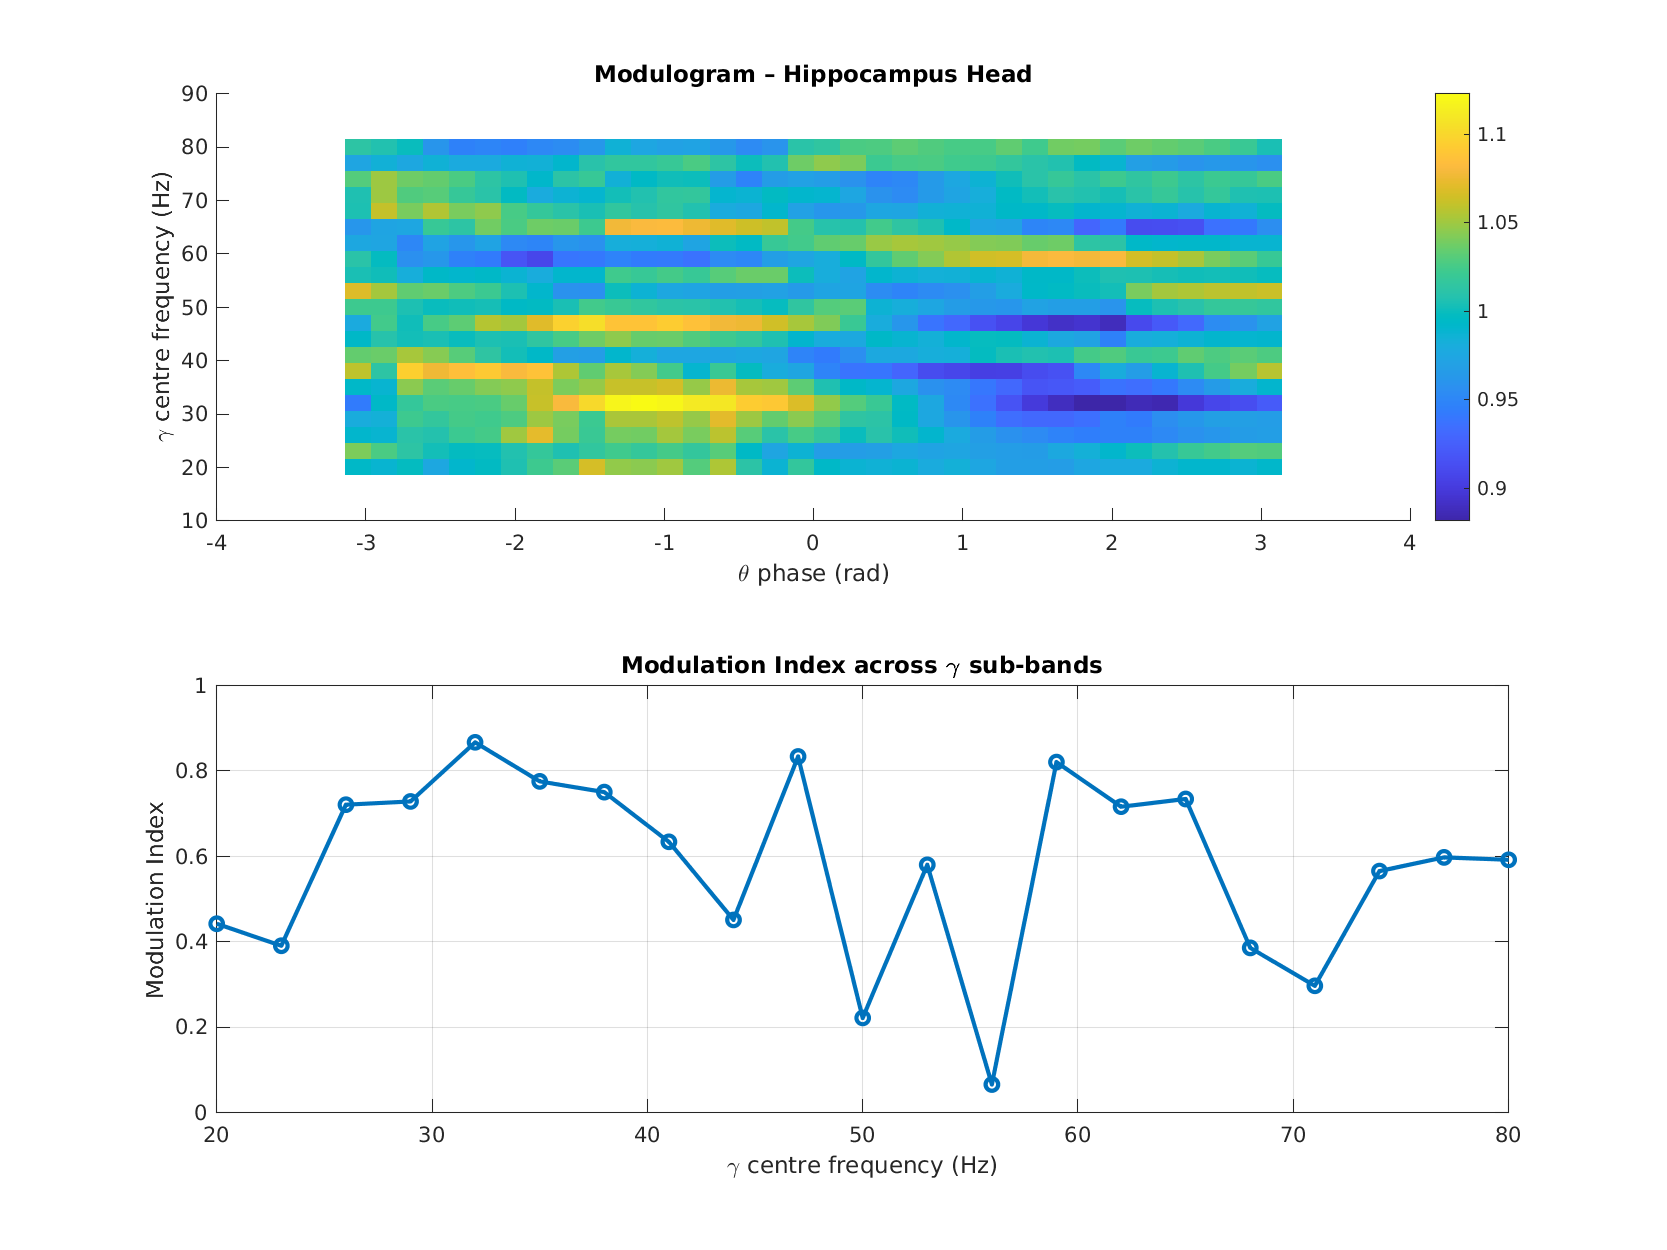 Modulogram – Hippocampus Head
γ centre frequency (Hz)
90
80
70
60
50
40
30
20
10
-4 -3 -2 -1 0 1 2 3 4
θ phase (rad)
1.1
1.05
1
0.95
0.9
Modulation Index across γ sub-bands
Modulation Index
1
0.8
0.6
0.4
0.2
0
20 30 40 50 60 70 80
γ centre frequency (Hz)